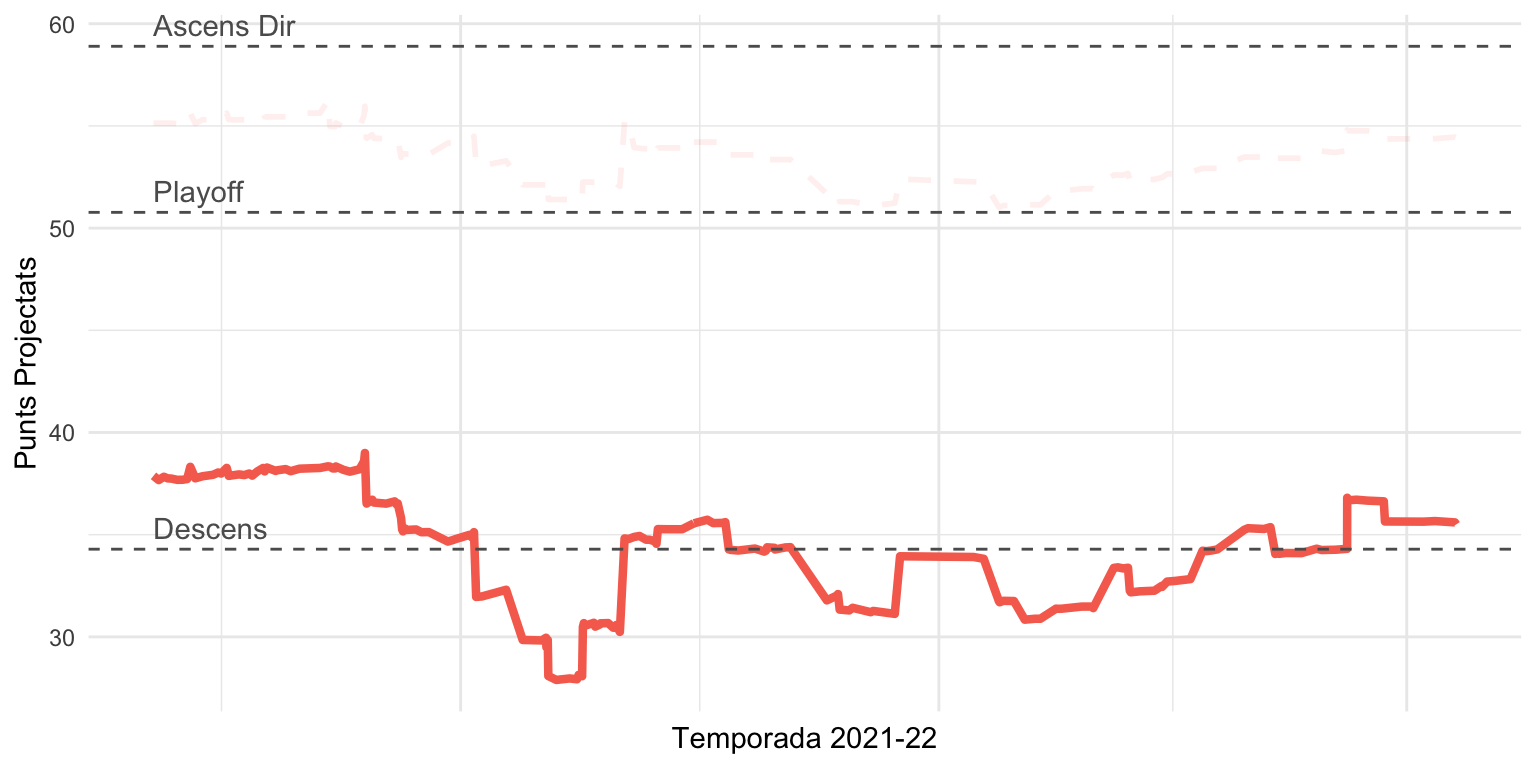 60
Ascens Dir
Playoff
50
Punts Projectats
40
Descens
30
Temporada 2021-22